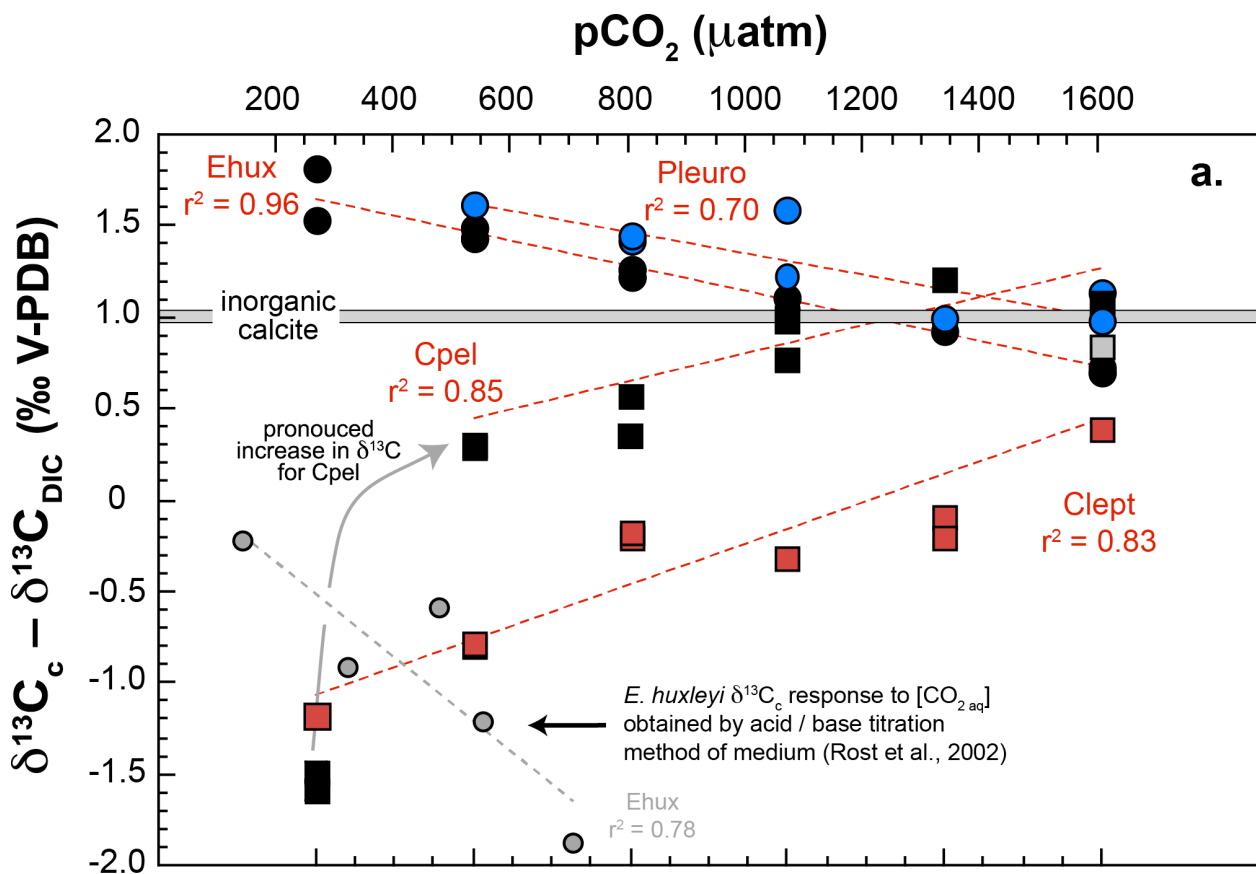 pCO₂ (μatm)
200 400 600 800 1000 1200 1400 1600
δ¹³C_c – δ¹³C_DIC (‰ V-PDB)
2.0
1.5
1.0
0.5
0
-0.5
-1.0
-1.5
-2.0
a.
Ehux
r² = 0.96
Pleuro
r² = 0.70
inorganic
calcite
Cpel
r² = 0.85
pronouced
increase in δ¹³C
for Cpel
Clept
r² = 0.83
E. huxleyi δ¹³C_c response to [CO₂ aq]
obtained by acid / base titration
method of medium (Rost et al., 2002)
Ehux
r² = 0.78